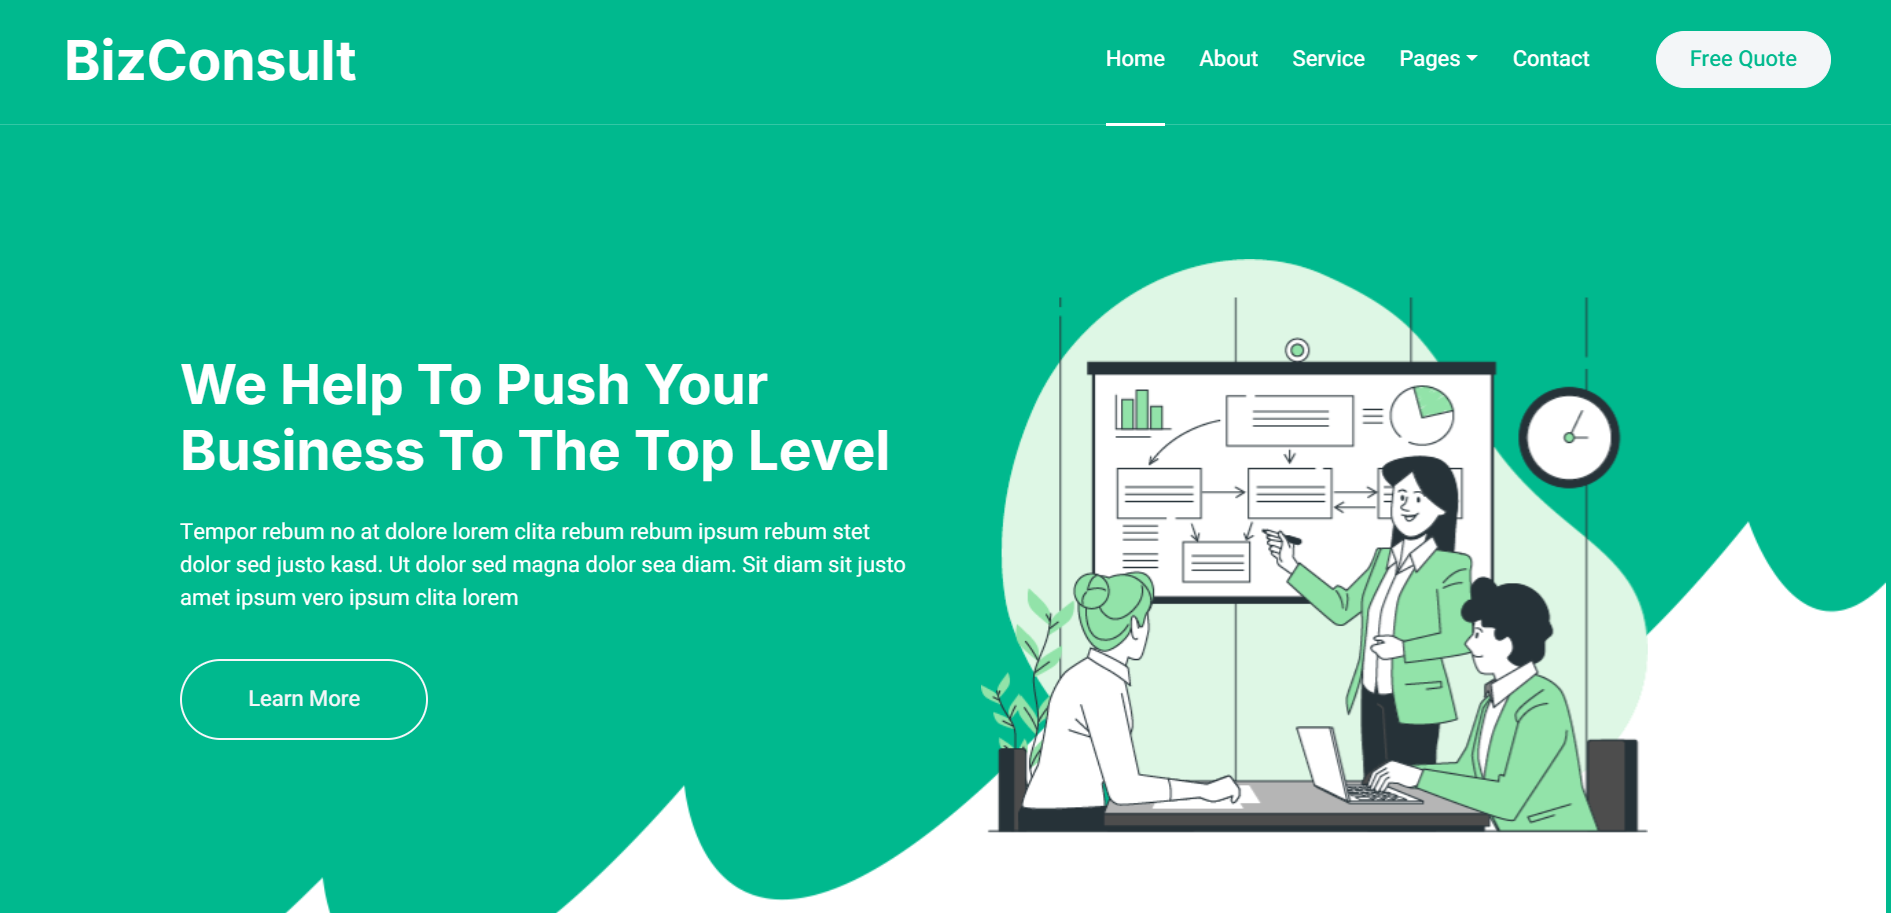 BizConsult
Home About Service Pages Contact Free Quote
We Help To Push Your
Business To The Top Level
Tempor rebum no at dolore lorem clita rebum rebum ipsum rebum stet
dolor sed justo kasd. Ut dolor sed magna dolor sea diam. Sit diam sit justo
amet ipsum vero ipsum clita lorem
Learn More